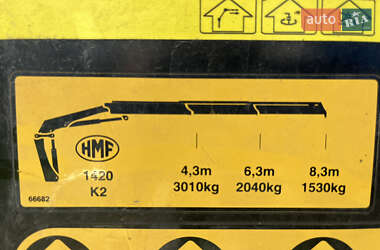 auto RIA
HMF
1420
K2
4,3m 6,3m 8,3m
3010kg 2040kg 1530kg
66682